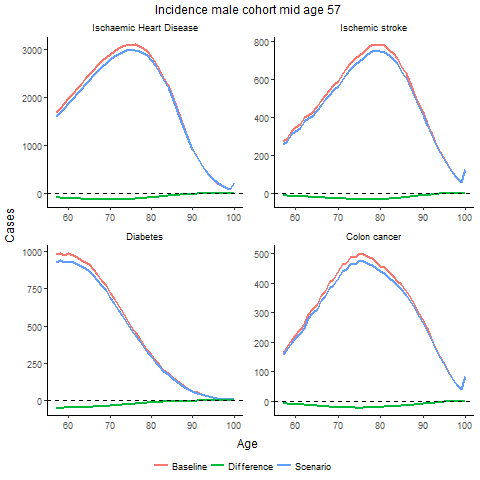 Incidence male cohort mid age 57
Ischaemic Heart Disease
Ischemic stroke
3000
2000
1000
0
60 70 80 90 100
800
600
400
200
0
60 70 80 90 100
Cases
Diabetes
Colon cancer
1000
750
500
250
0
60 70 80 90 100
500
400
300
200
100
0
60 70 80 90 100
Age
Baseline Difference Scenario